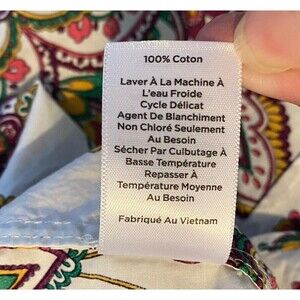 100% Coton
Laver À La Machine À
L'eau Froide
Cycle Délicat
Agent De Blanchiment
Non Chloré Seulement
Au Besoin
Sécher Par Culbutage À
Basse Température
Repasser À
Température Moyenne
Au Besoin
Fabriqué Au Vietnam